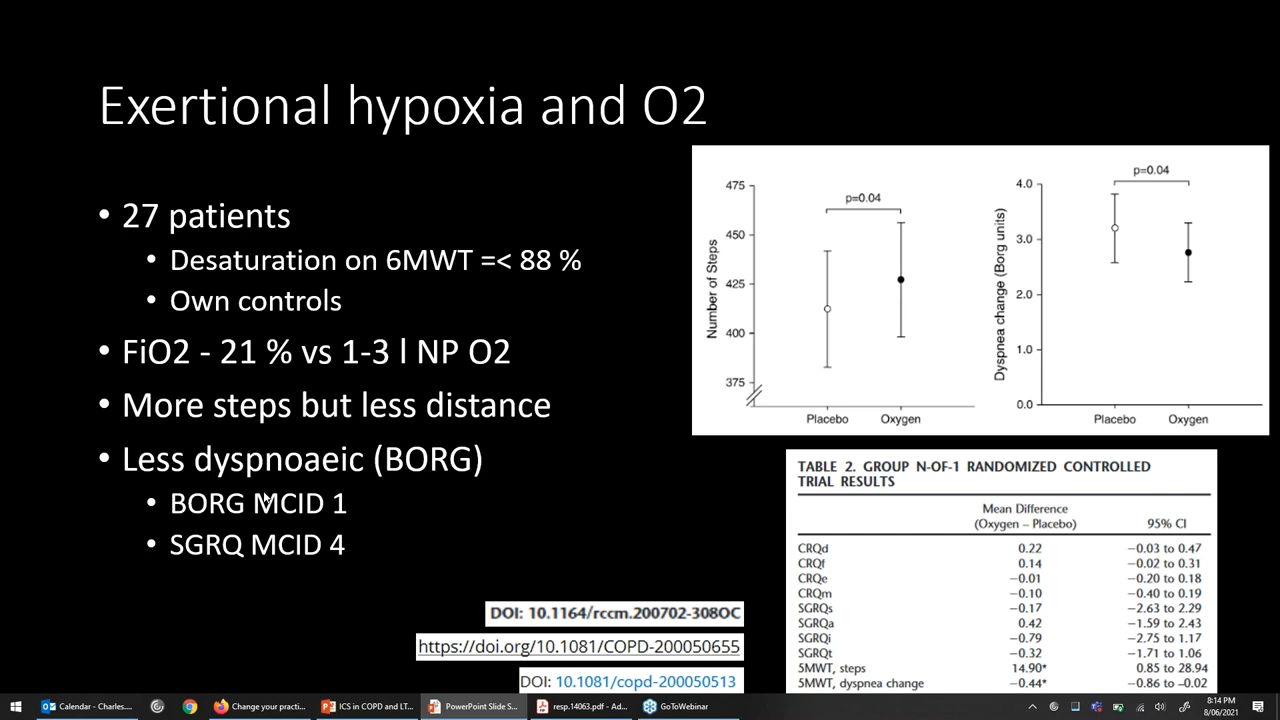 Exertional hypoxia and O2
• 27 patients
• Desaturation on 6MWT =< 88 %
• Own controls
• FiO2 - 21 % vs 1-3 l NP O2
• More steps but less distance
• Less dyspnoaeic (BORG)
• BORG MCID 1
• SGRQ MCID 4
Number of Steps
475
450
425
400
375
p=0.04
Placebo Oxygen
Dyspnea change (Borg units)
4.0
3.0
2.0
1.0
0.0
p=0.04
Placebo Oxygen
TABLE 2. GROUP N-OF-1 RANDOMIZED CONTROLLED
TRIAL RESULTS
Mean Difference
(Oxygen – Placebo) 95% CI
CRQd 0.22 −0.03 to 0.47
CRQf 0.14 −0.02 to 0.31
CRQe −0.01 −0.20 to 0.18
CRQm −0.10 −0.40 to 0.19
SGRQs −0.17 −2.63 to 2.29
SGRQa 0.42 −1.59 to 2.43
SGRQi −0.79 −2.75 to 1.17
SGRQt −0.32 −1.71 to 1.06
5MWT, steps 14.90* 0.85 to 28.94
5MWT, dyspnea change −0.44* −0.86 to −0.02
DOI: 10.1164/rccm.200702-308OC
https://doi.org/10.1081/COPD-200050655
DOI: 10.1081/copd-200050513
Calendar - Charles....
Change your practi...
ICS in COPD and LT...
PowerPoint Slide S...
resp.14063.pdf - Ad...
GoToWebinar
8:14 PM
8/06/2021